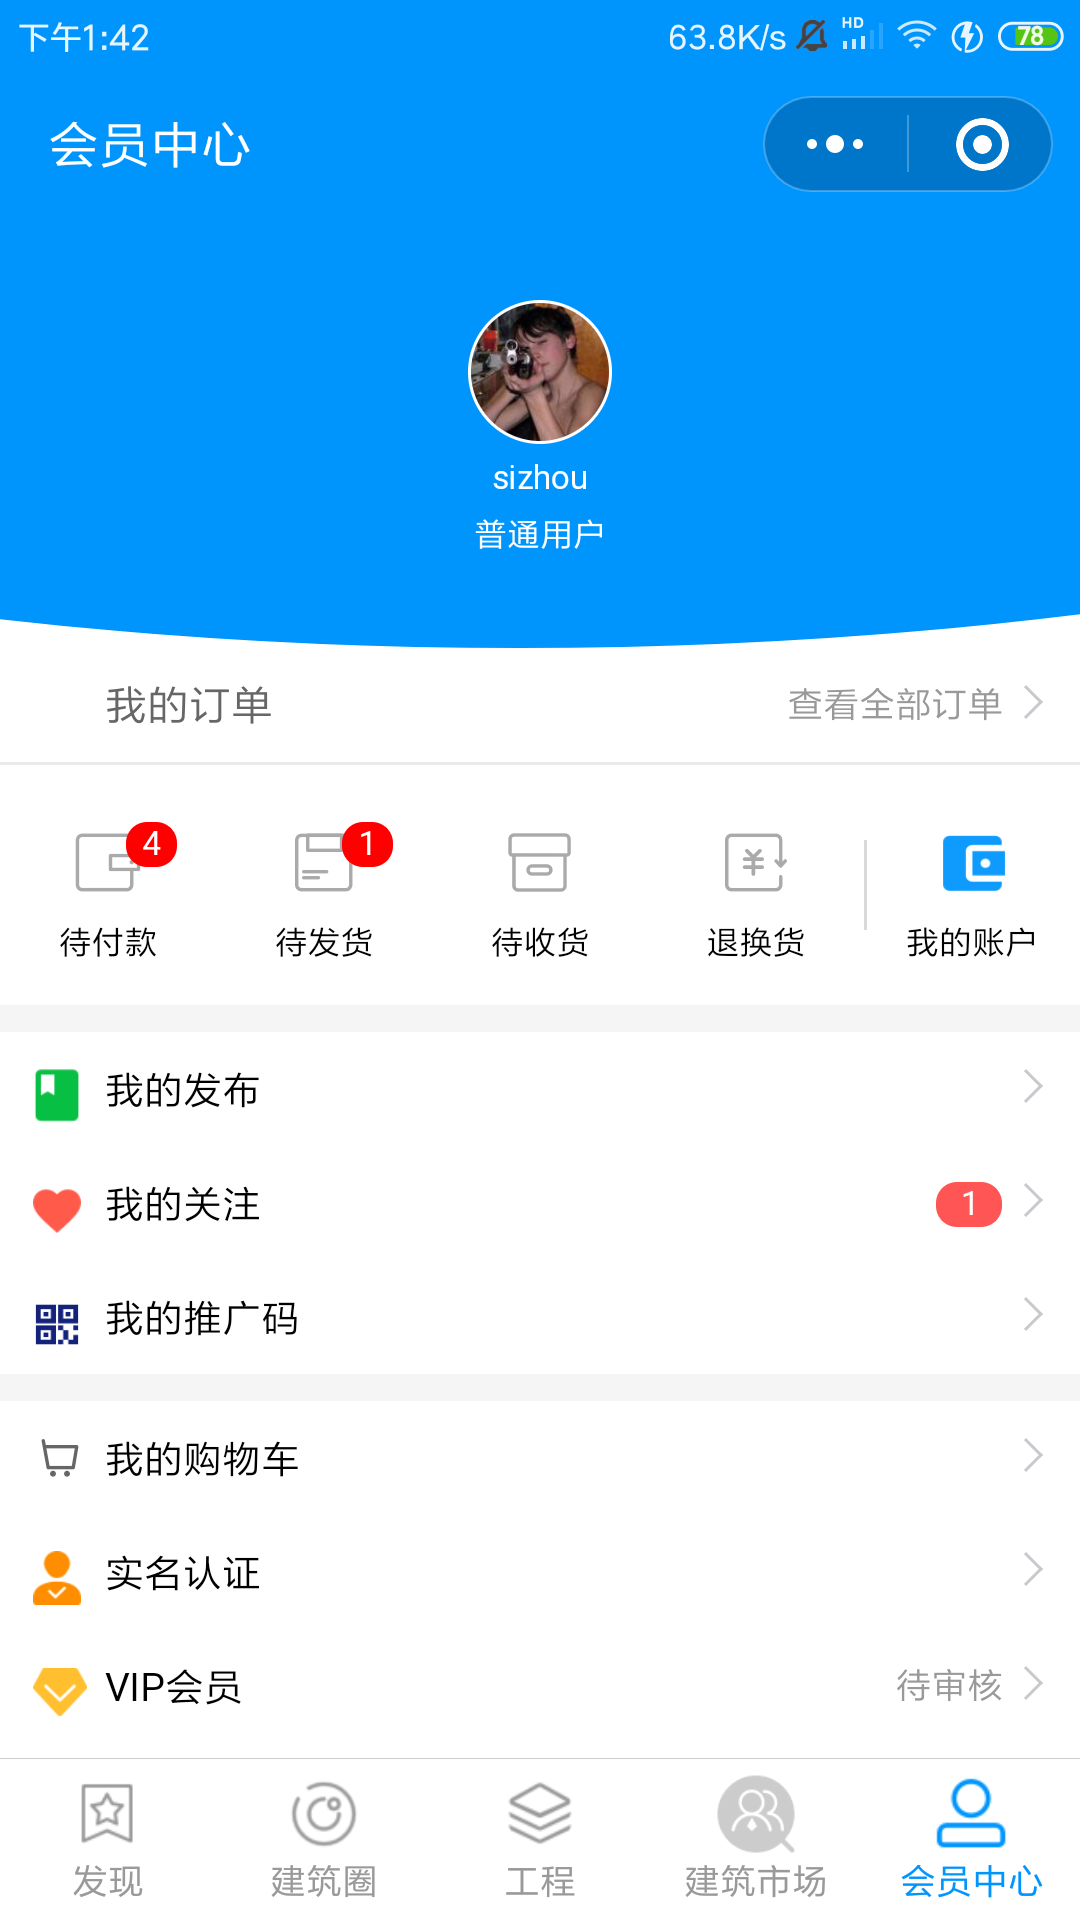 下午1:42 63.8K/s HD 78
会员中心
sizhou
普通用户
我的订单 查看全部订单
4 1
待付款 待发货 待收货 退换货 我的账户
我的发布
我的关注 1
我的推广码
我的购物车
实名认证
VIP会员 待审核
发现 建筑圈 工程 建筑市场 会员中心